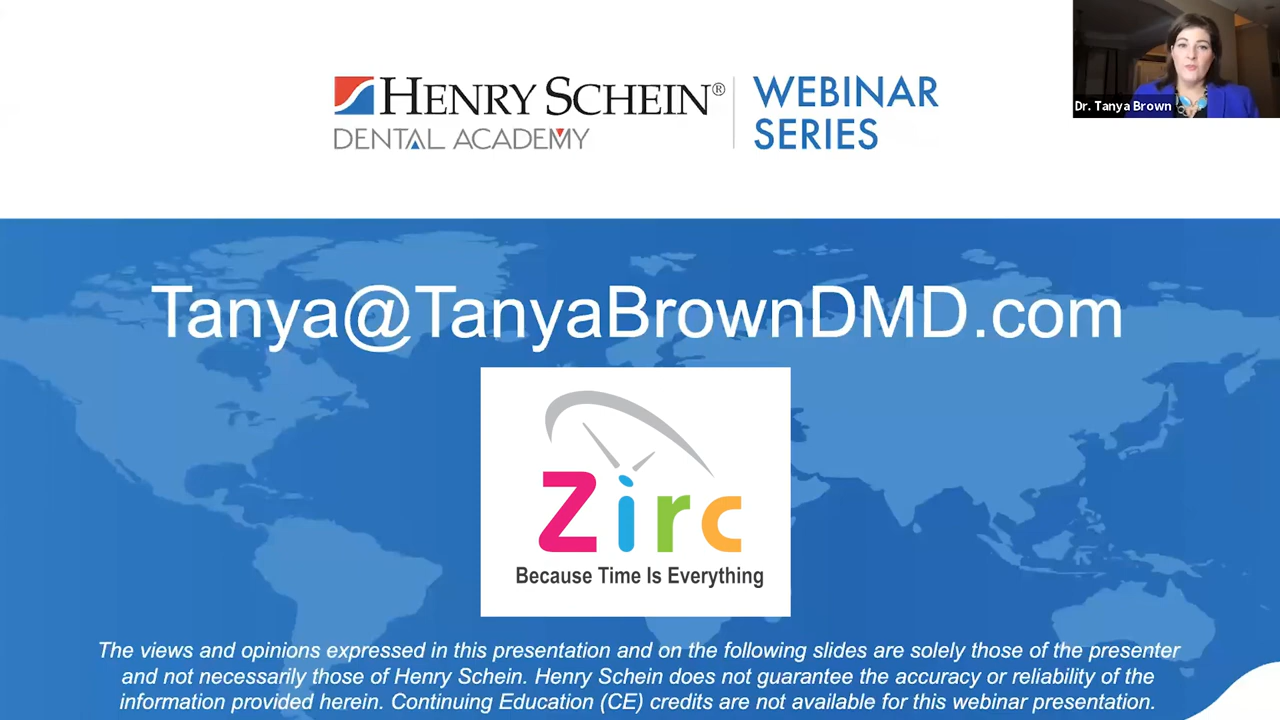 HENRY SCHEIN®
DENTAL ACADEMY
WEBINAR
SERIES
Dr. Tanya Brown
Tanya@TanyaBrownDMD.com
Zirc
Because Time Is Everything
The views and opinions expressed in this presentation and on the following slides are solely those of the presenter
and not necessarily those of Henry Schein. Henry Schein does not guarantee the accuracy or reliability of the
information provided herein. Continuing Education (CE) credits are not available for this webinar presentation.